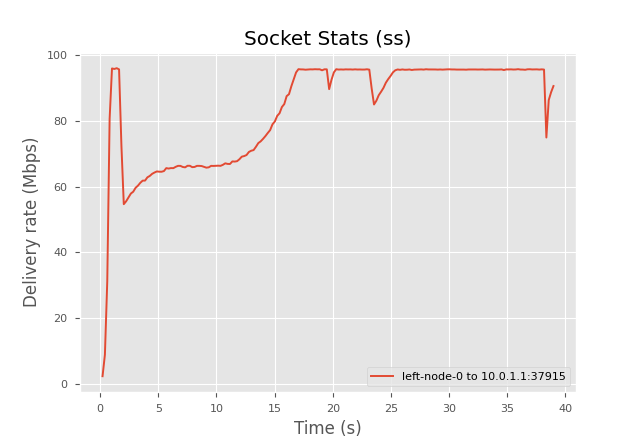 Socket Stats (ss)
Delivery rate (Mbps)
100
80
60
40
20
0
left-node-0 to 10.0.1.1:37915
0 5 10 15 20 25 30 35 40
Time (s)